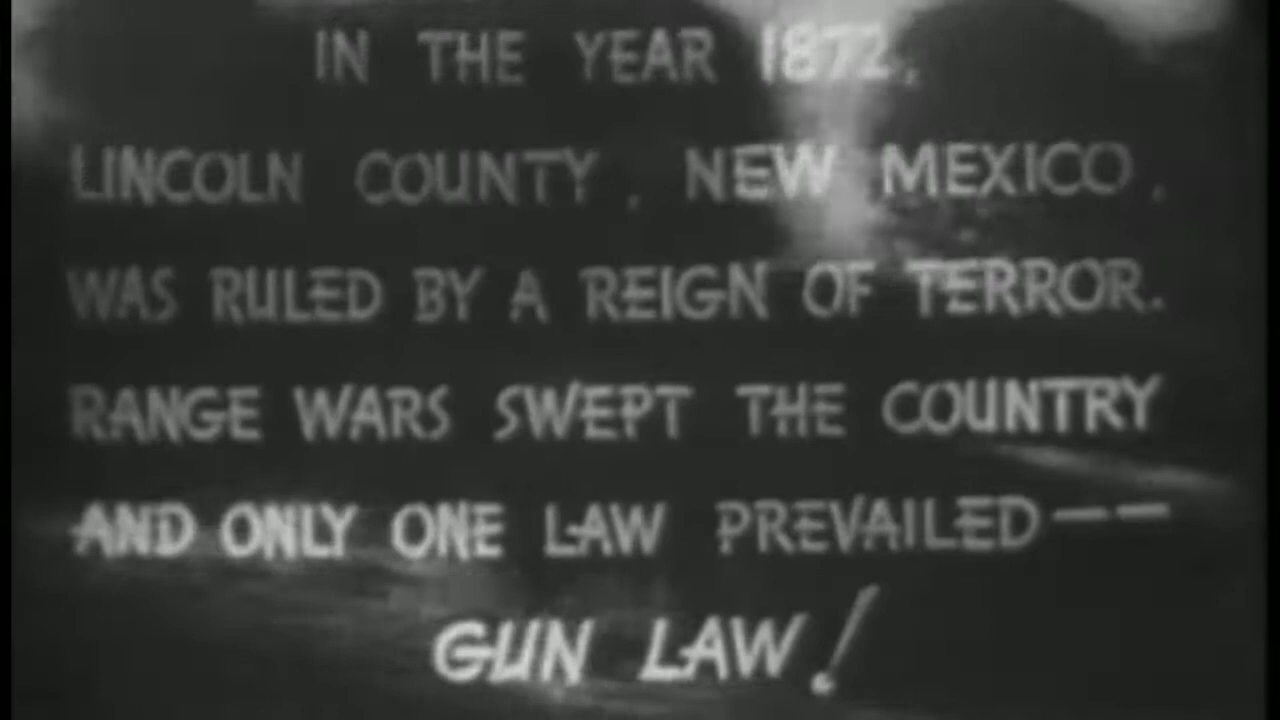 IN THE YEAR 1872,
LINCOLN COUNTY, NEW MEXICO,
WAS RULED BY A REIGN OF TERROR.
RANGE WARS SWEPT THE COUNTRY
AND ONLY ONE LAW PREVAILED——
GUN LAW!